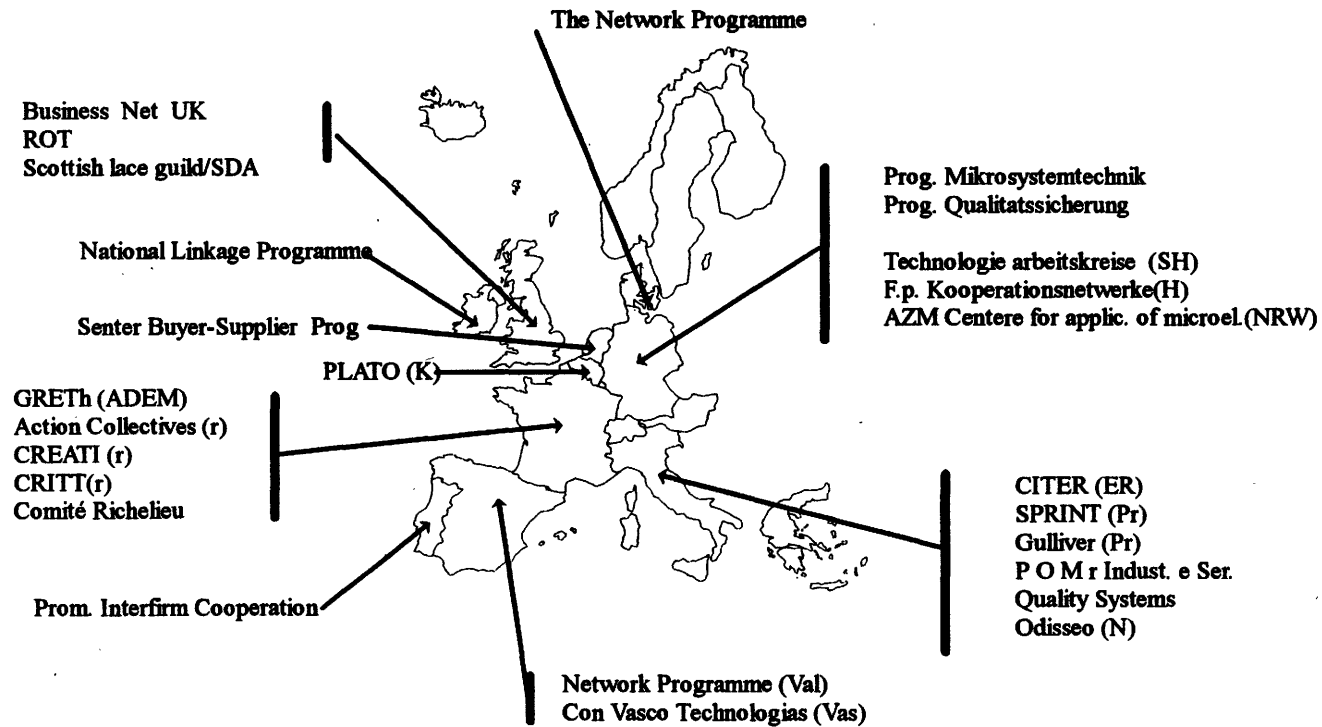 The Network Programme
Business Net UK
ROT
Scottish lace guild/SDA
National Linkage Programme
Senter Buyer-Supplier Prog
PLATO (K)
GRETh (ADEM)
Action Collectives (r)
CREATI (r)
CRITT(r)
Comité Richelieu
Prom. Interfirm Cooperation
Network Programme (Val)
Con Vasco Technologias (Vas)
Prog. Mikrosystemtechnik
Prog. Qualitatssicherung
Technologie arbeitskreise (SH)
F.p. Kooperationsnetwerke(H)
AZM Centere for applic. of microel.(NRW)
CITER (ER)
SPRINT (Pr)
Gulliver (Pr)
P O M r Indust. e Ser.
Quality Systems
Odisseo (N)